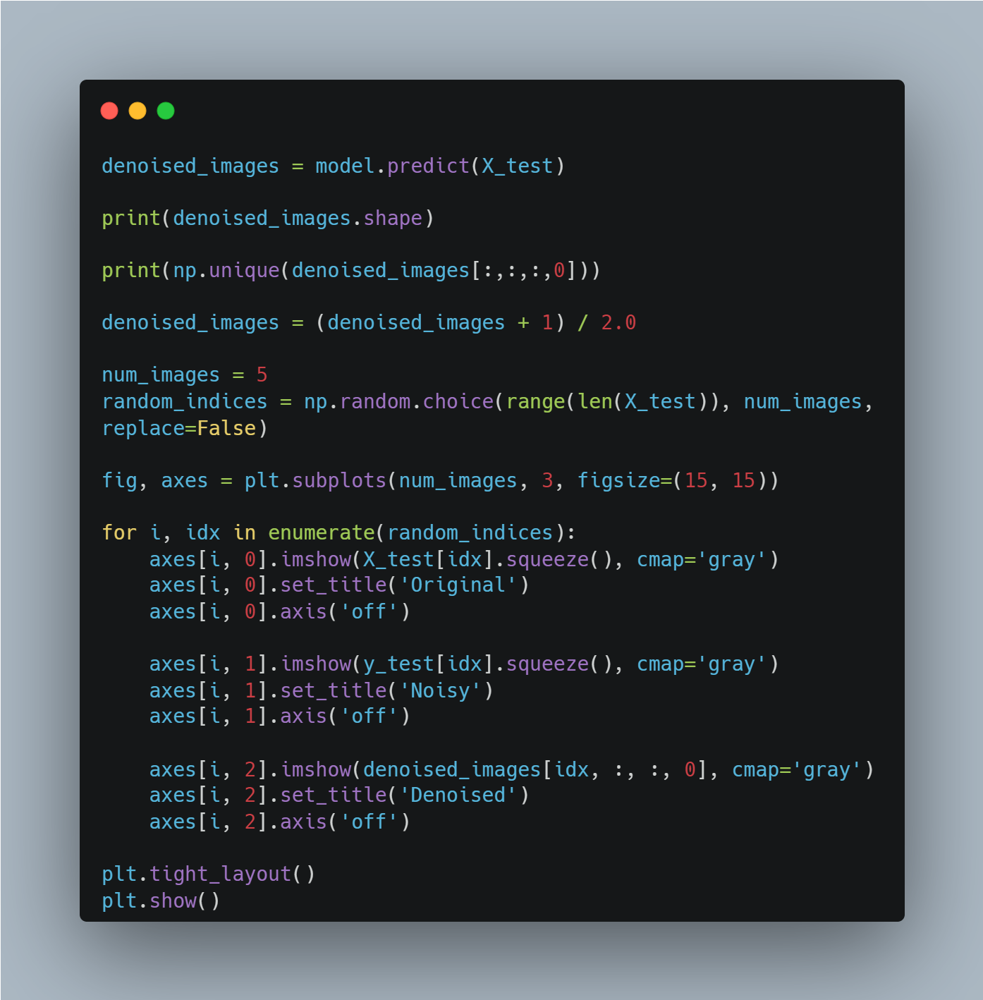 denoised_images = model.predict(X_test)

print(denoised_images.shape)

print(np.unique(denoised_images[:,:,:,0]))

denoised_images = (denoised_images + 1) / 2.0

num_images = 5
random_indices = np.random.choice(range(len(X_test)), num_images,
replace=False)

fig, axes = plt.subplots(num_images, 3, figsize=(15, 15))

for i, idx in enumerate(random_indices):
    axes[i, 0].imshow(X_test[idx].squeeze(), cmap='gray')
    axes[i, 0].set_title('Original')
    axes[i, 0].axis('off')

    axes[i, 1].imshow(y_test[idx].squeeze(), cmap='gray')
    axes[i, 1].set_title('Noisy')
    axes[i, 1].axis('off')

    axes[i, 2].imshow(denoised_images[idx, :, :, 0], cmap='gray')
    axes[i, 2].set_title('Denoised')
    axes[i, 2].axis('off')

plt.tight_layout()
plt.show()